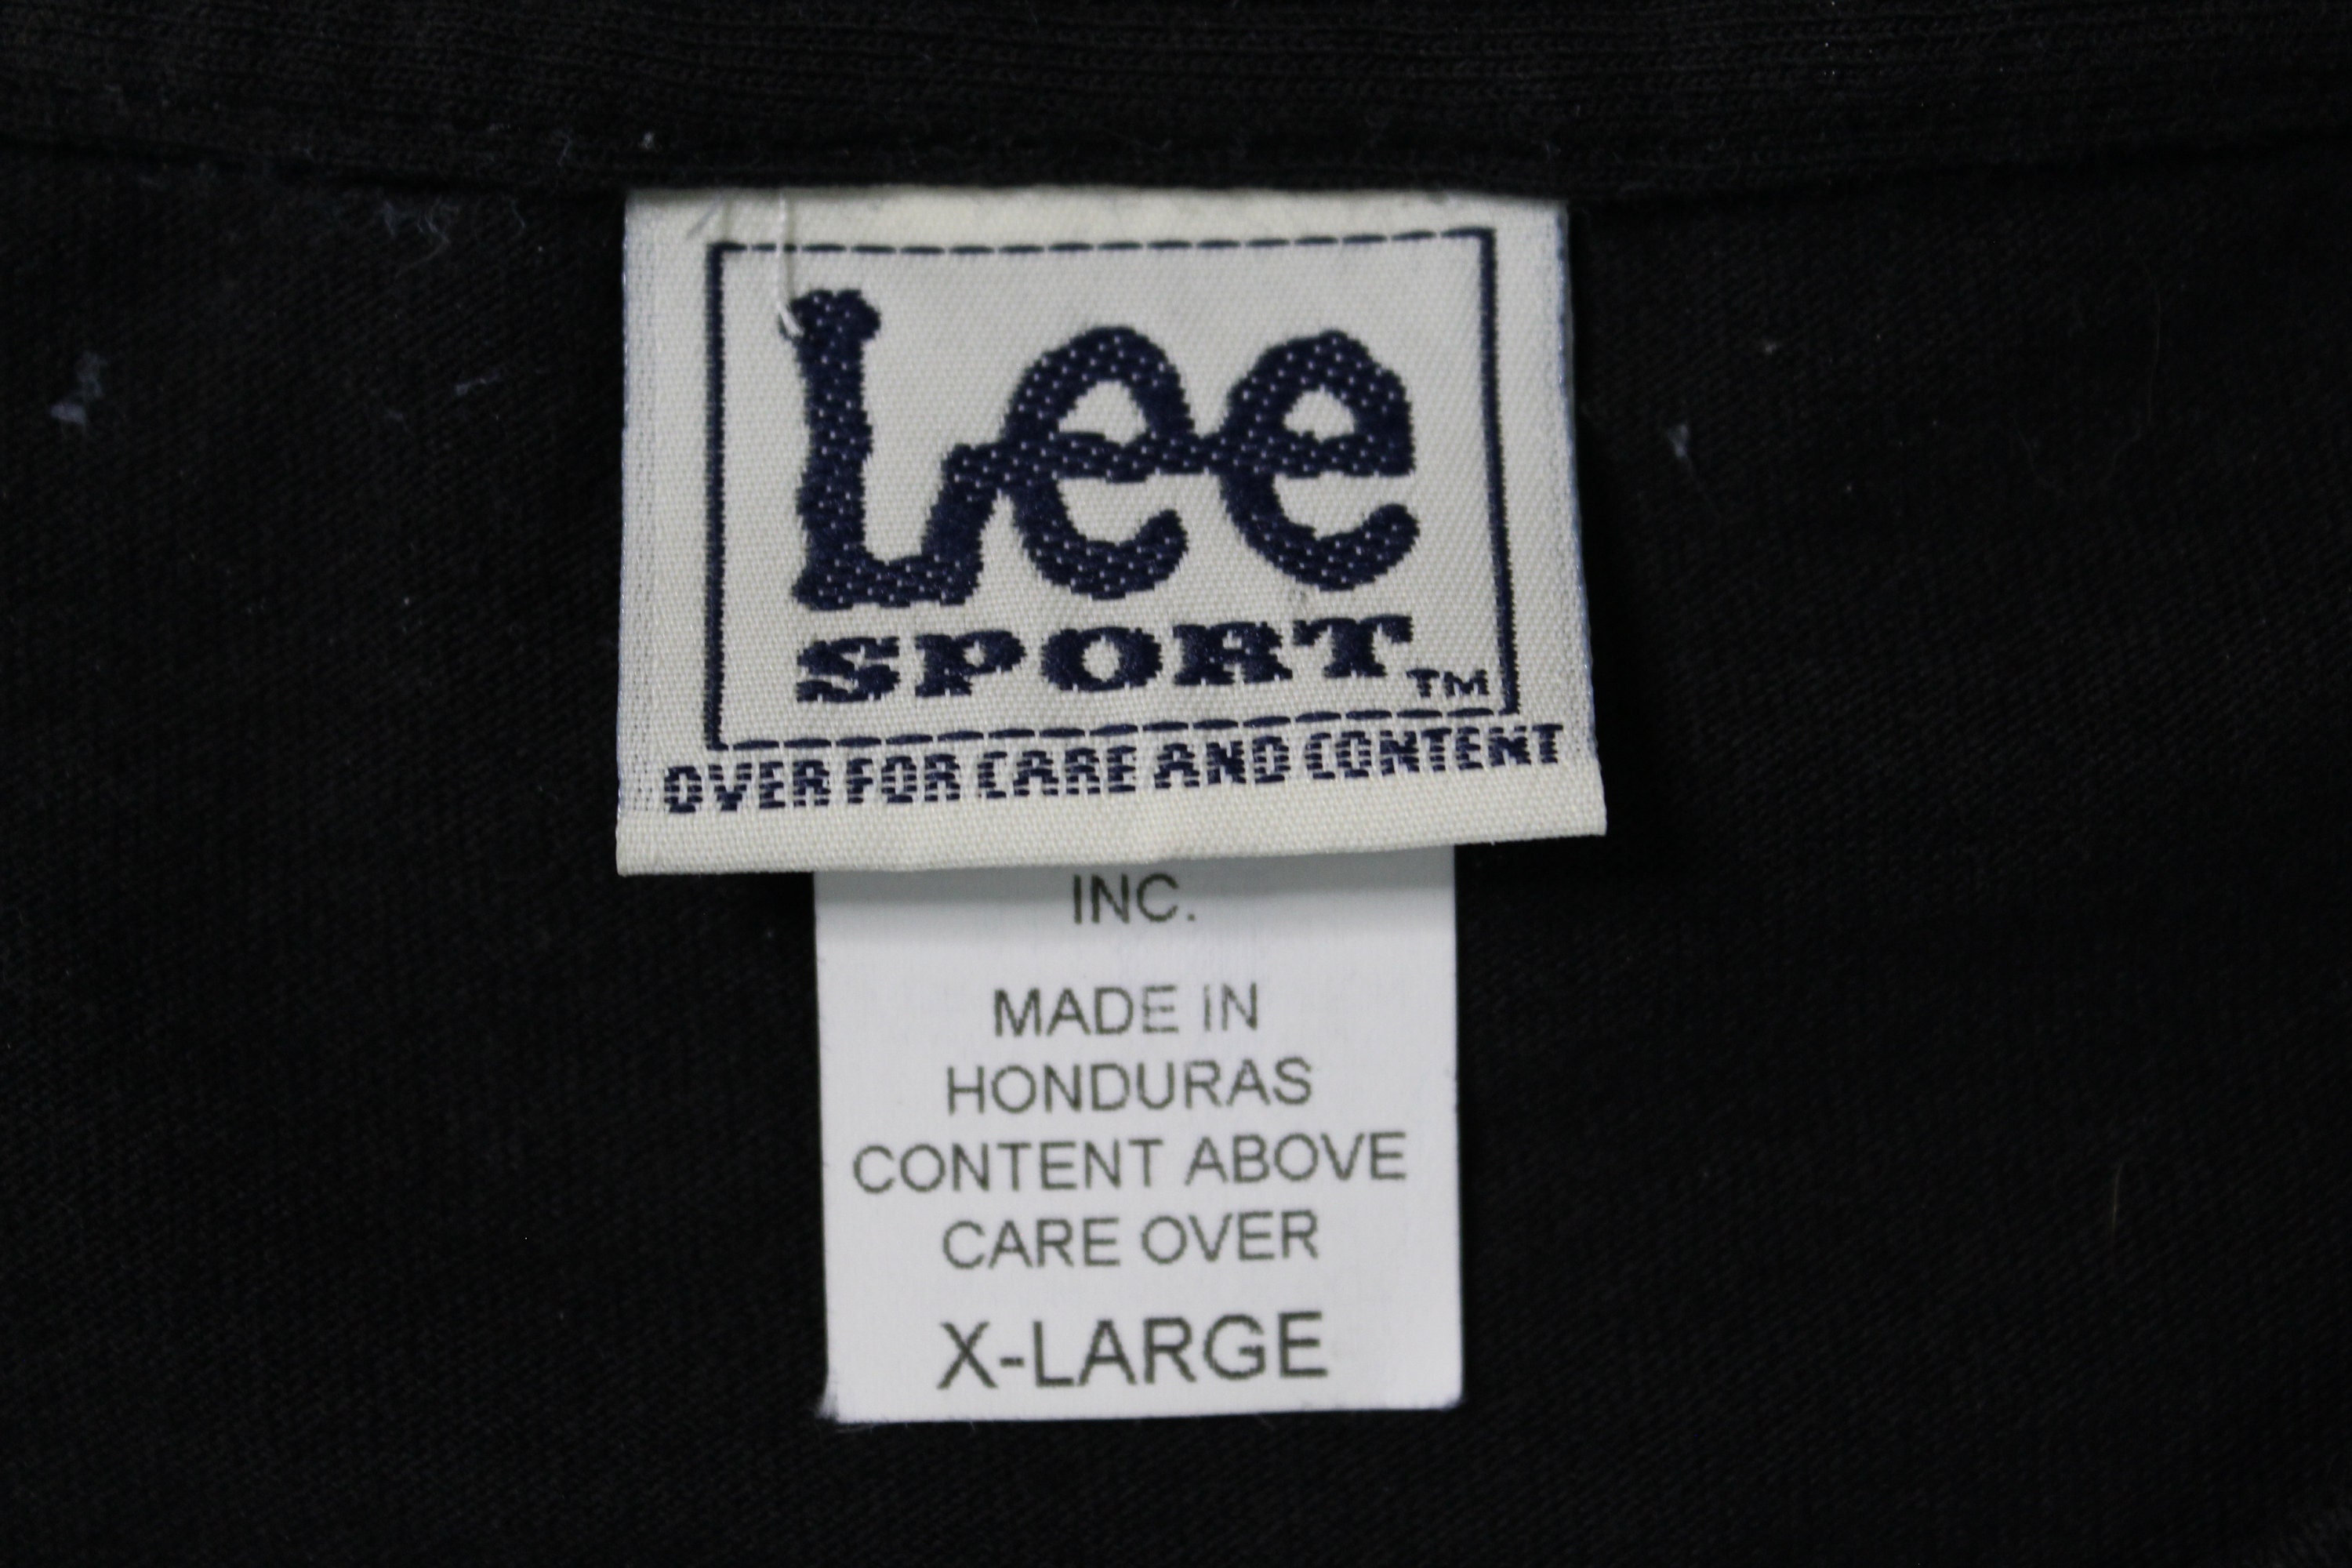 Lee
SPORT™
OVER FOR CARE AND CONTENT
INC.
MADE IN
HONDURAS
CONTENT ABOVE
CARE OVER
X-LARGE